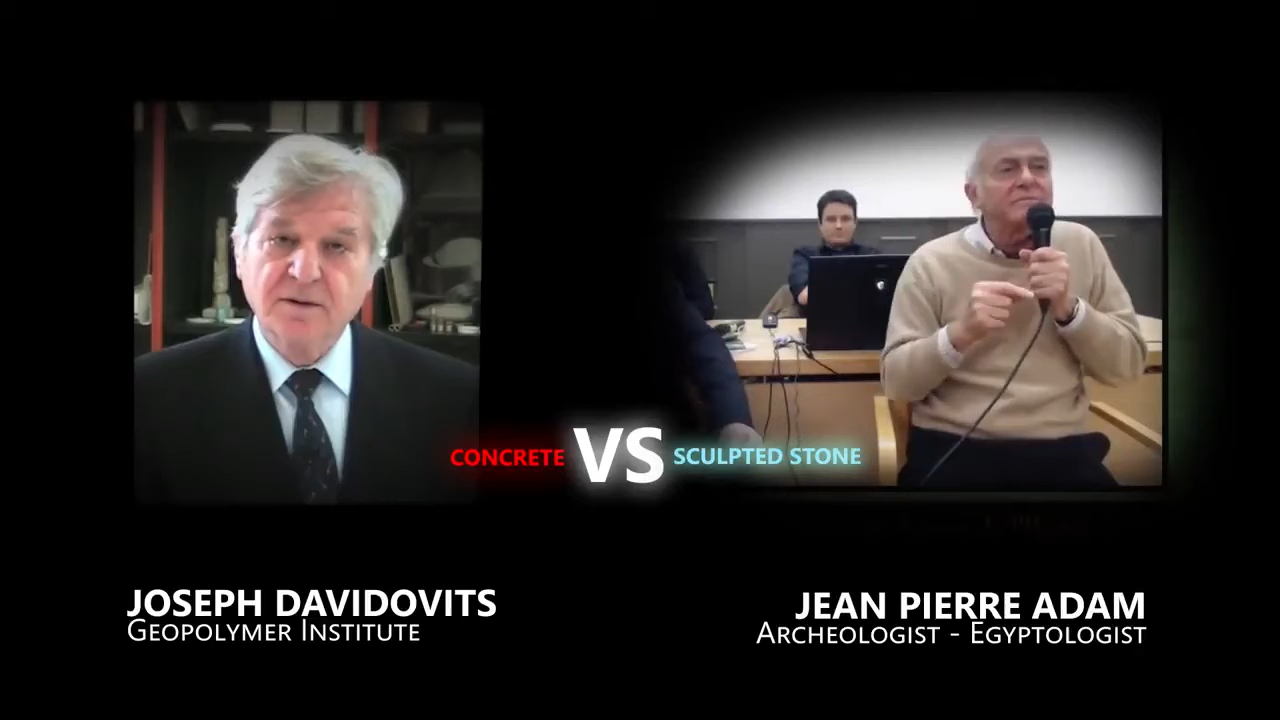 CONCRETE VS SCULPTED STONE
JOSEPH DAVIDOVITS
GEOPOLYMER INSTITUTE
JEAN PIERRE ADAM
ARCHEOLOGIST - EGYPTOLOGIST